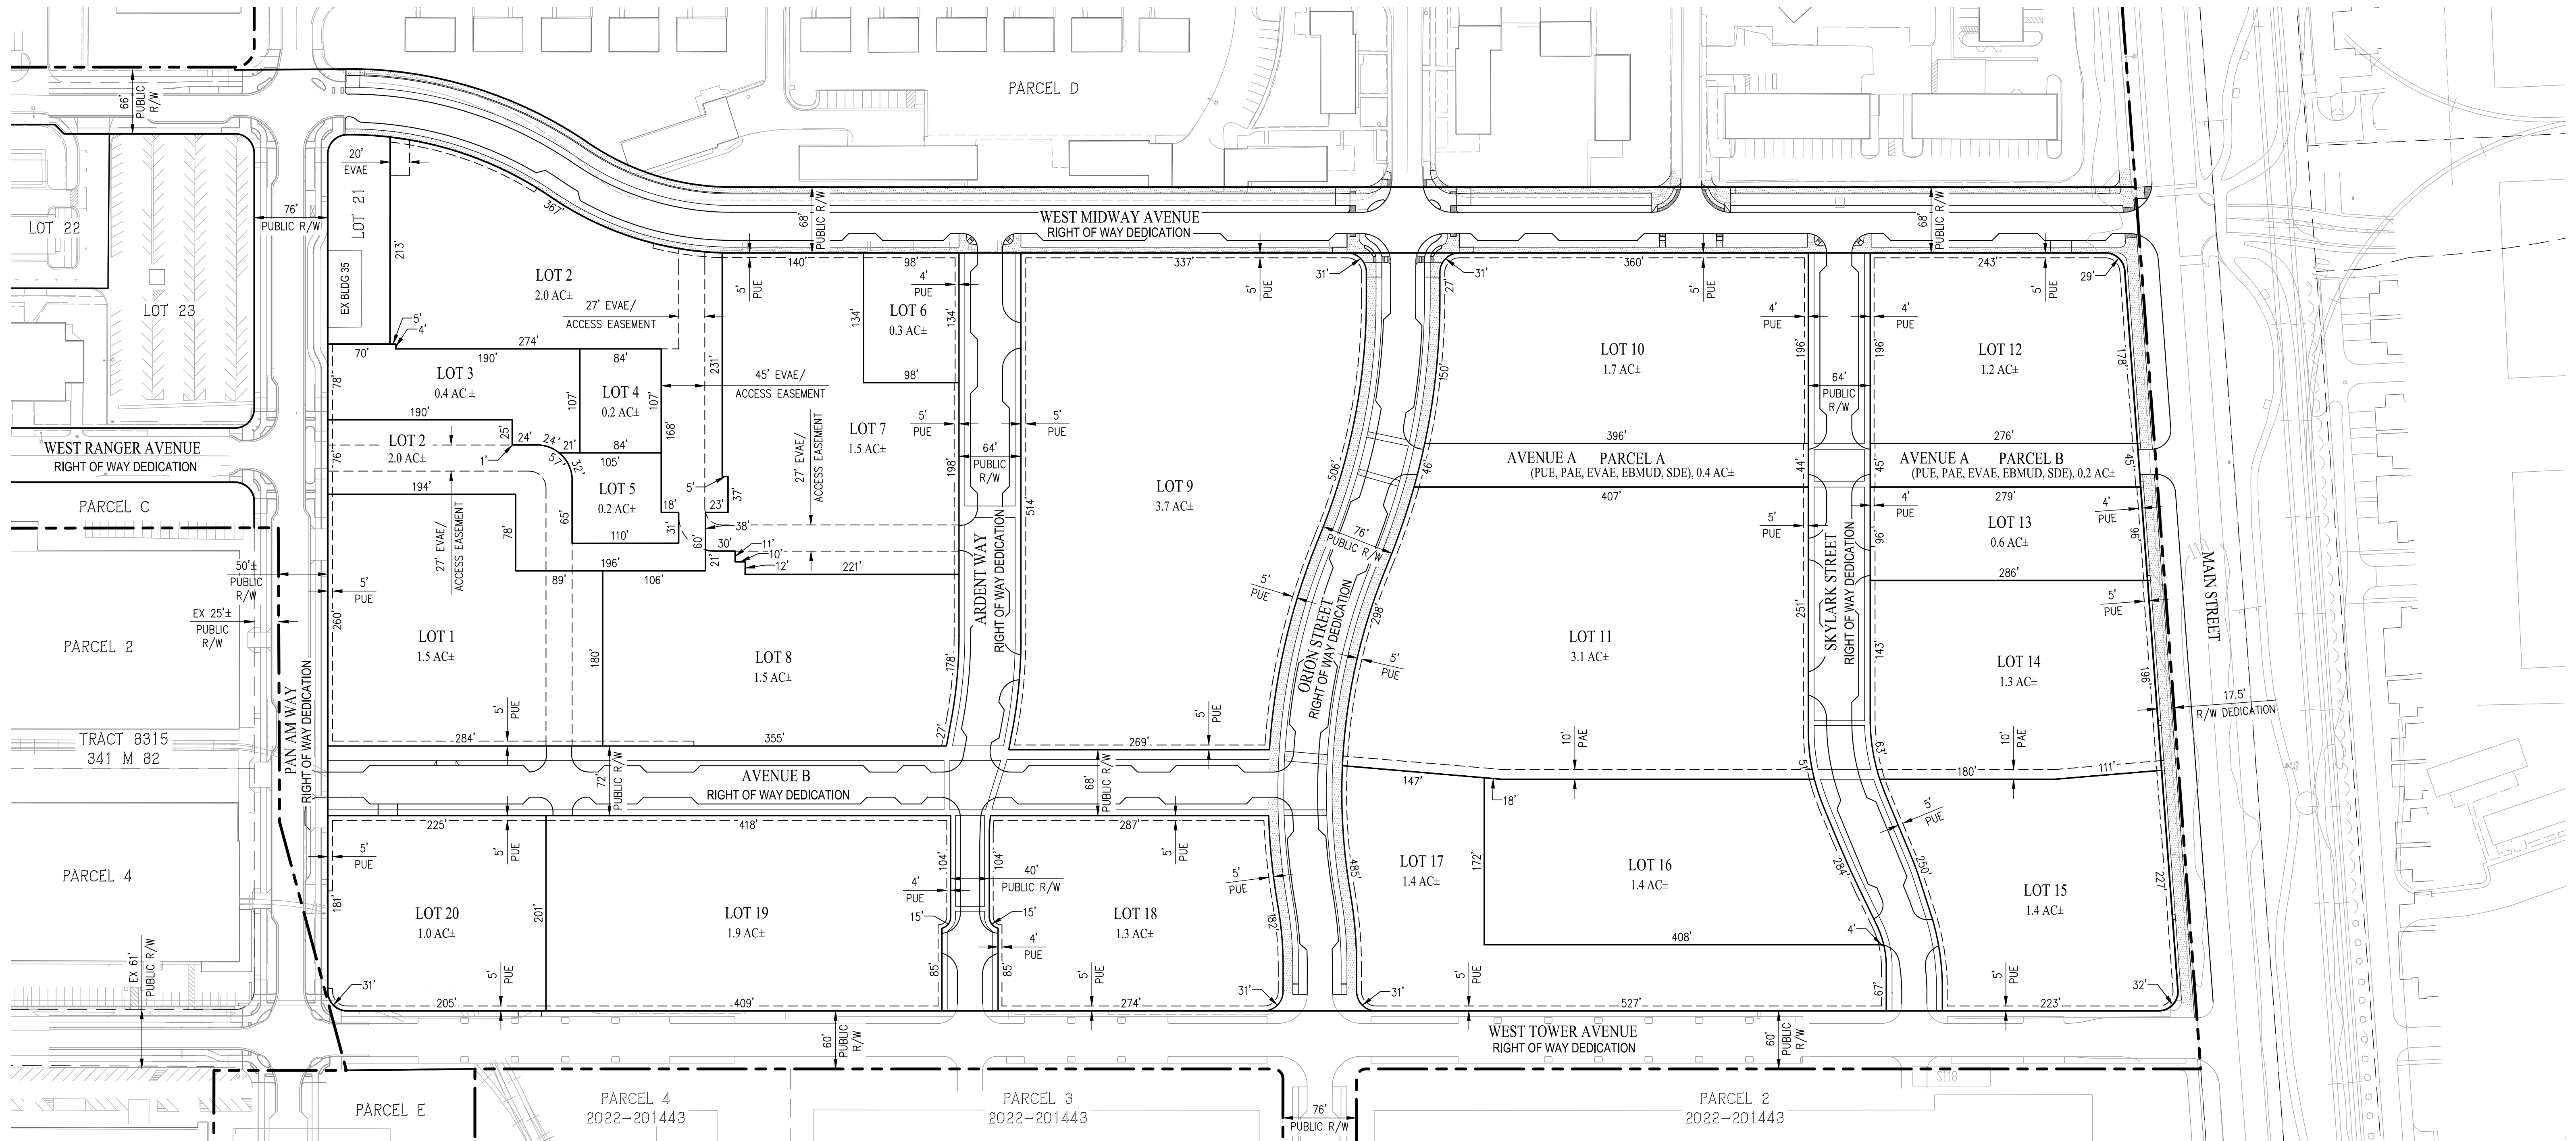 PARCEL D
66'
PUBLIC
R/W
20'
EVAE
LOT 21
EX BLDG 35
213'
LOT 22
LOT 23
76'
PUBLIC R/W
367'
68'
PUBLIC R/W
WEST MIDWAY AVENUE
RIGHT OF WAY DEDICATION
68'
PUBLIC R/W
LOT 2
2.0 AC±
27' EVAE/
ACCESS EASEMENT
5'
4'
70'
274'
140'
5'
PUE
98'
4'
PUE
LOT 6
0.3 AC±
134'
134'
98'
337'
5'
PUE
31'
31'
27'
360'
5'
PUE
4'
PUE
4'
PUE
243'
5'
PUE
29'
LOT 10
1.7 AC±
150'
196'
196'
LOT 12
1.2 AC±
178'
64'
PUBLIC
R/W
78'
190'
84'
LOT 3
0.4 AC ±
LOT 4
0.2 AC±
107'
107'
231'
45' EVAE/
ACCESS EASEMENT
168'
190'
25'
24'
24'
21'
84'
1'
57'
32'
105'
LOT 2
2.0 AC±
76'
194'
27' EVAE/
ACCESS EASEMENT
LOT 7
1.5 AC±
27' EVAE/
ACCESS EASEMENT
5'
PUE
198'
64'
PUBLIC
R/W
5'
PUE
WEST RANGER AVENUE
RIGHT OF WAY DEDICATION
PARCEL C
LOT 5
0.2 AC±
65'
110'
18'
31'
5'
37'
23'
38'
60'
30'
11'
10'
12'
21'
221'
78'
196'
89'
106'
LOT 9
3.7 AC±
514'
506'
396'
AVENUE A PARCEL A
(PUE, PAE, EVAE, EBMUD, SDE), 0.4 AC±
46'
44'
407'
276'
AVENUE A PARCEL B
(PUE, PAE, EVAE, EBMUD, SDE), 0.2 AC±
45'
45'
279'
4'
PUE
4'
PUE
LOT 13
0.6 AC±
96'
96'
286'
5'
PUE
76'
PUBLIC R/W
5'
PUE
50'±
PUBLIC
R/W
5'
PUE
EX 25'±
PUBLIC
R/W
PARCEL 2
260'
LOT 1
1.5 AC±
180'
LOT 8
1.5 AC±
178'
27'
ARDENT WAY
RIGHT OF WAY DEDICATION
5'
PUE
ORION STREET
RIGHT OF WAY DEDICATION
298'
5'
PUE
LOT 11
3.1 AC±
251'
SKYLARK STREET
RIGHT OF WAY DEDICATION
143'
5'
PUE
LOT 14
1.3 AC±
196'
MAIN STREET
17.5'
R/W DEDICATION
PAN AM WAY
RIGHT OF WAY DEDICATION
TRACT 8315
341 M 82
5'
PUE
284'
355'
5'
PUE
269'
AVENUE B
RIGHT OF WAY DEDICATION
72'
PUBLIC R/W
68'
PUBLIC R/W
10'
PAE
51'
63'
10'
PAE
180'
111'
147'
18'
PARCEL 4
225'
5'
PUE
418'
287'
5'
PUE
5'
PUE
181'
LOT 20
1.0 AC±
201'
LOT 19
1.9 AC±
104'
104'
40'
PUBLIC R/W
4'
PUE
15'
15'
LOT 18
1.3 AC±
5'
PUE
182'
4'
PUE
85'
85'
485'
LOT 17
1.4 AC±
172'
LOT 16
1.4 AC±
284'
250'
5'
PUE
LOT 15
1.4 AC±
227'
408'
4'
67'
EX 61'
PUBLIC R/W
31'
205'
5'
PUE
409'
5'
PUE
274'
31'
31'
5'
PUE
527'
5'
PUE
223'
32'
60'
PUBLIC
R/W
WEST TOWER AVENUE
RIGHT OF WAY DEDICATION
60'
PUBLIC
R/W
PARCEL E
PARCEL 4
2022-201443
PARCEL 3
2022-201443
76'
PUBLIC R/W
PARCEL 2
2022-201443
S118